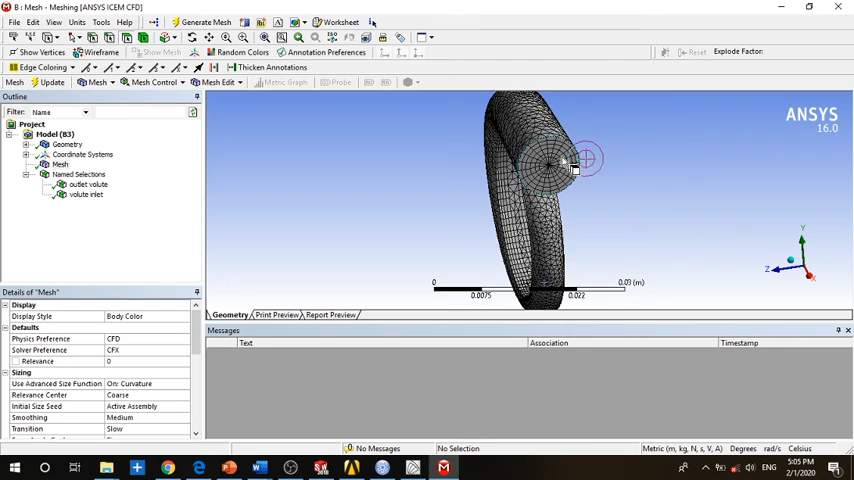 B : Mesh - Meshing [ANSYS ICEM CFD]
File Edit View Units Tools Help Generate Mesh Worksheet
Show Vertices Wireframe Show Mesh Random Colors Annotation Preferences Reset Explode Factor:
Edge Coloring Thicken Annotations
Mesh Update Mesh Mesh Control Mesh Edit Metric Graph Probe
Outline
Filter: Name
Project
Model (B3)
Geometry
Coordinate Systems
Mesh
Named Selections
outlet volute
volute inlet
ANSYS
16.0
Y
Z
X
0 0.03 (m)
0.0075 0.022
Geometry Print Preview Report Preview
Details of "Mesh"
Display
Display Style Body Color
Defaults
Physics Preference CFD
Solver Preference CFX
Relevance 0
Sizing
Use Advanced Size Function On: Curvature
Relevance Center Coarse
Initial Size Seed Active Assembly
Smoothing Medium
Transition Slow
Messages
Text Association Timestamp
No Messages No Selection Metric (m, kg, N, s, V, A) Degrees rad/s Celsius
ENG 5:05 PM
2/1/2020